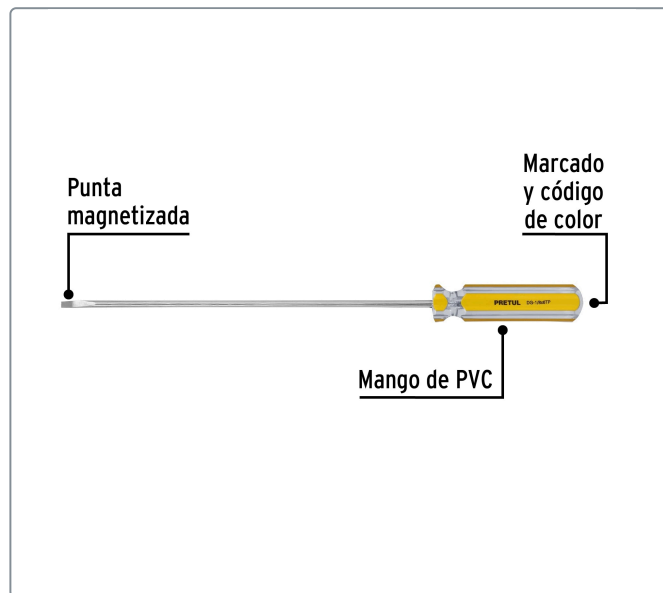 Punta
magnetizada
Marcado
y código
de color
PRETUL
Mango de PVC